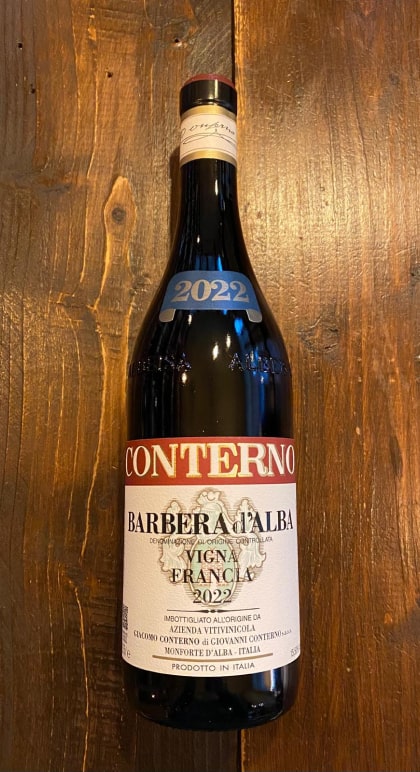 2022
CONTERNO
BARBERA d'ALBA
DENOMINAZIONE DI ORIGINE CONTROLLATA
VIGNA
FRANCIA
2022
IMBOTTIGLIATO ALL'ORIGINE DA
AZIENDA VITIVINICOLA
GIACOMO CONTERNO di GIOVANNI CONTERNO s.s.a.
MONFORTE D'ALBA - ITALIA
PRODOTTO IN ITALIA